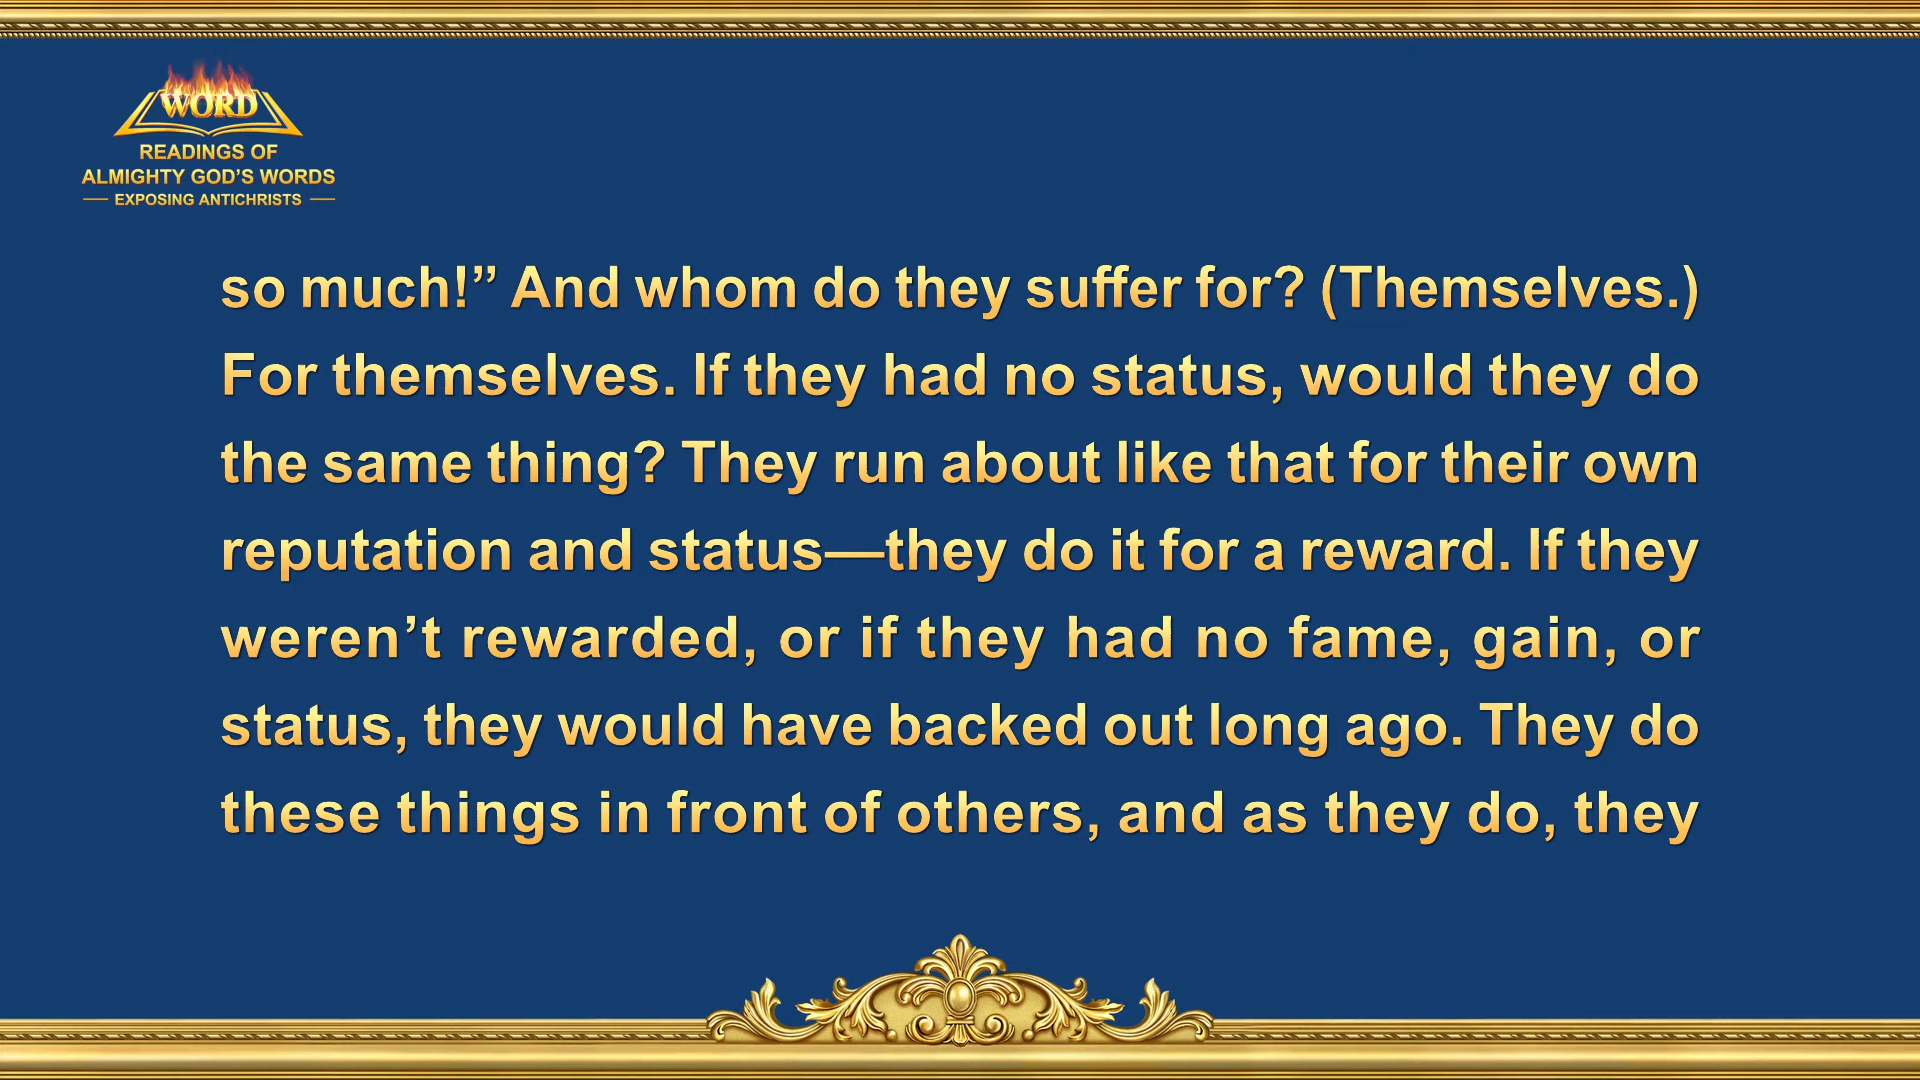 WORD
READINGS OF
ALMIGHTY GOD’S WORDS
EXPOSING ANTICHRISTS
so much!” And whom do they suffer for? (Themselves.)
For themselves. If they had no status, would they do
the same thing? They run about like that for their own
reputation and status—they do it for a reward. If they
weren’t rewarded, or if they had no fame, gain, or
status, they would have backed out long ago. They do
these things in front of others, and as they do, they